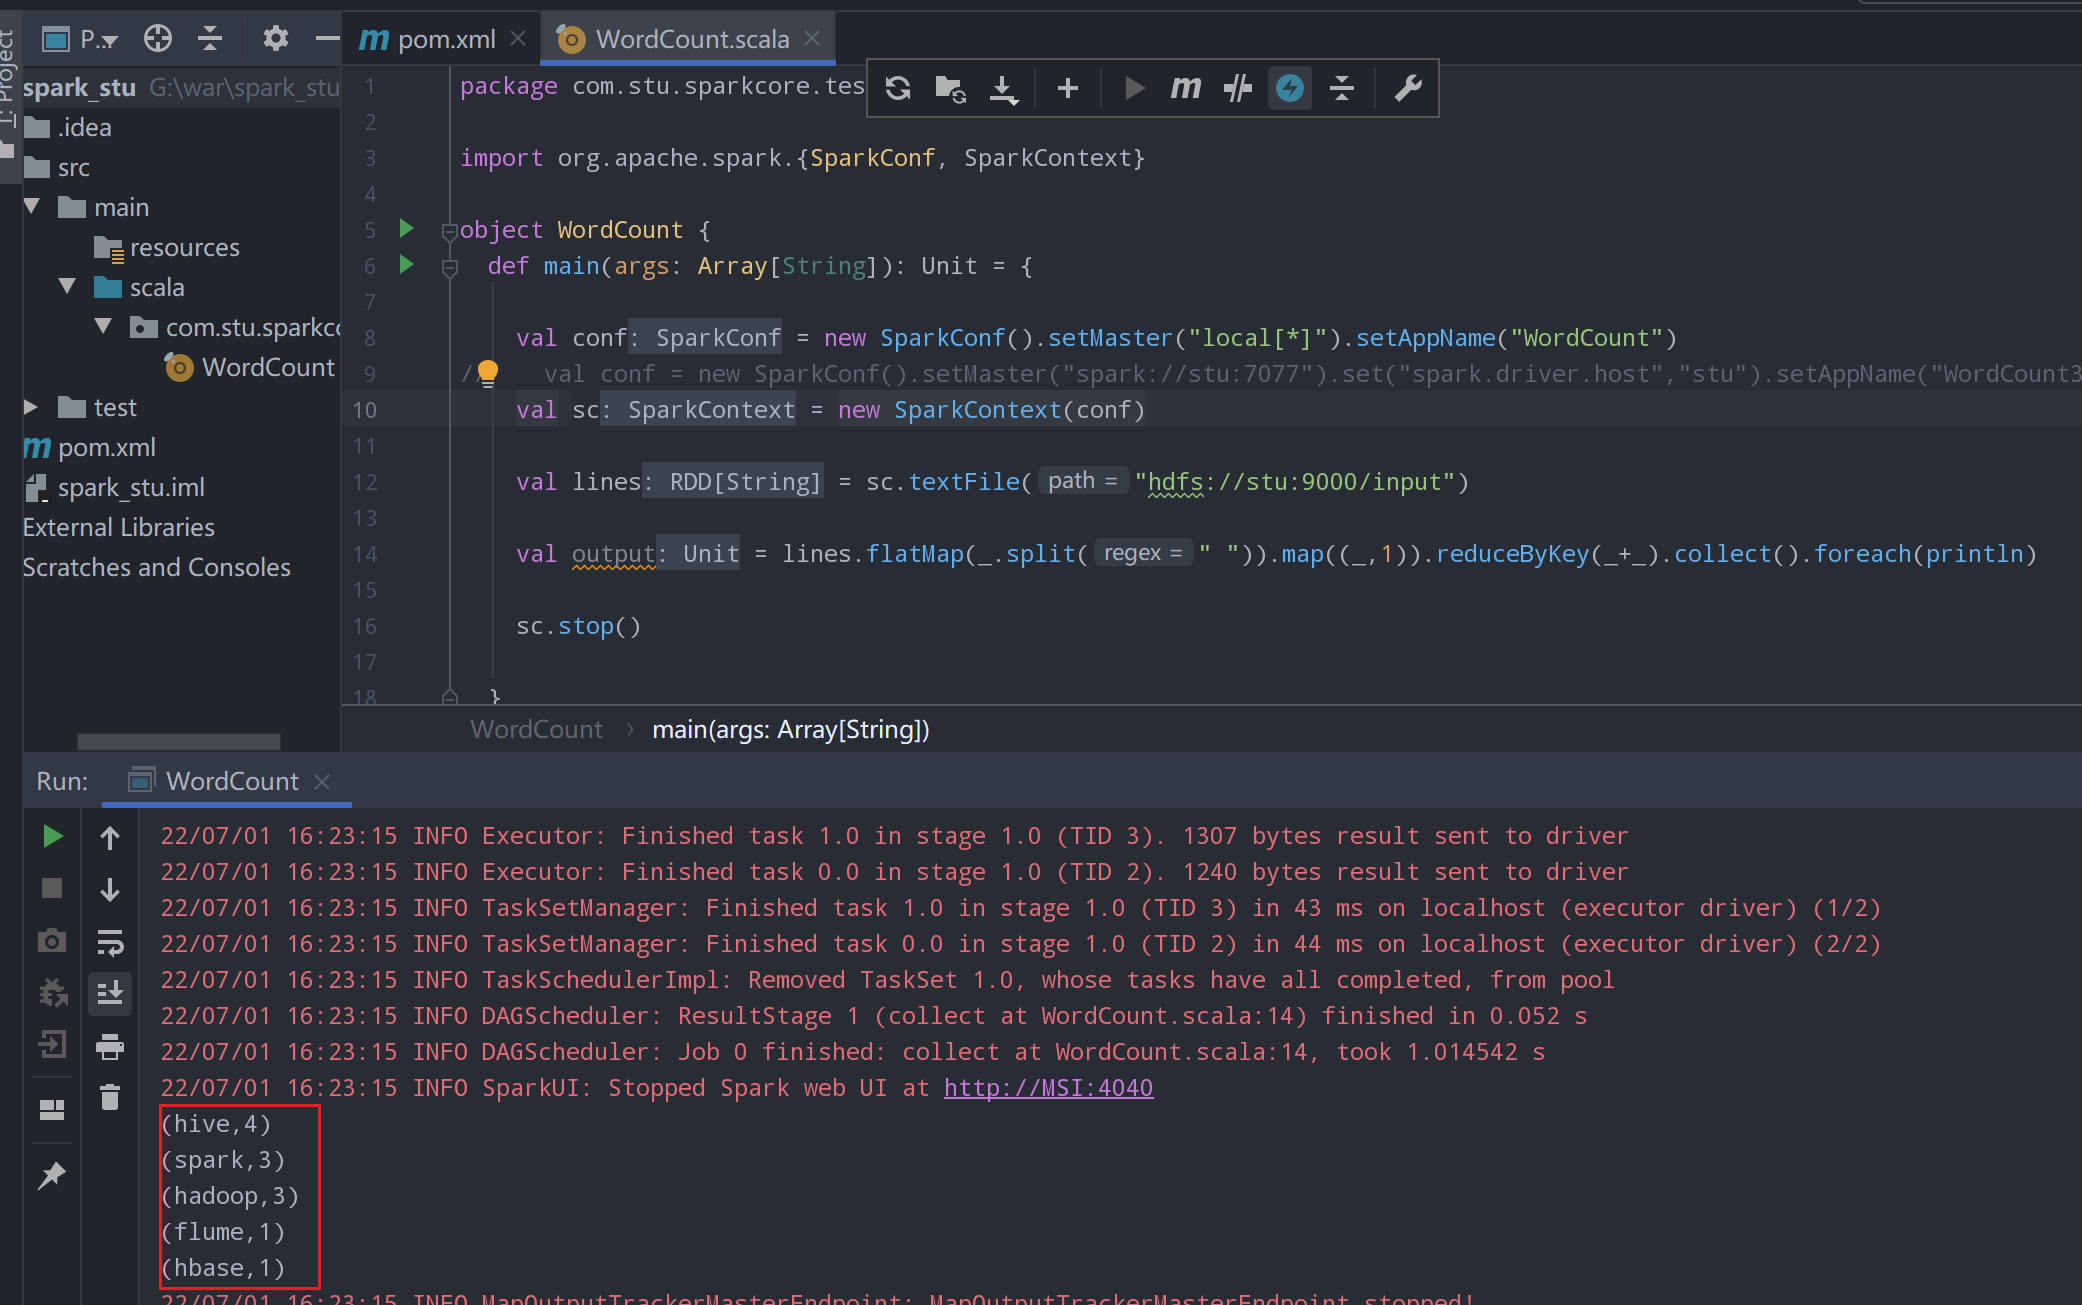 P...
pom.xml
WordCount.scala
1: Project
spark_stu G:\war\spark_stu
.idea
src
main
resources
scala
com.stu.sparkco
WordCount
test
pom.xml
spark_stu.iml
External Libraries
Scratches and Consoles
1 package com.stu.sparkcore.tes
2
3 import org.apache.spark.{SparkConf, SparkContext}
4
5 object WordCount {
6 def main(args: Array[String]): Unit = {
7
8 val conf: SparkConf = new SparkConf().setMaster("local[*]").setAppName("WordCount")
9 // val conf = new SparkConf().setMaster("spark://stu:7077").set("spark.driver.host","stu").setAppName("WordCount3
10 val sc: SparkContext = new SparkContext(conf)
11
12 val lines: RDD[String] = sc.textFile( path = "hdfs://stu:9000/input")
13
14 val output: Unit = lines.flatMap(_.split( regex = " ")).map((_,1)).reduceByKey(_+_).collect().foreach(println)
15
16 sc.stop()
17
18 }
WordCount › main(args: Array[String])
Run: WordCount
22/07/01 16:23:15 INFO Executor: Finished task 1.0 in stage 1.0 (TID 3). 1307 bytes result sent to driver
22/07/01 16:23:15 INFO Executor: Finished task 0.0 in stage 1.0 (TID 2). 1240 bytes result sent to driver
22/07/01 16:23:15 INFO TaskSetManager: Finished task 1.0 in stage 1.0 (TID 3) in 43 ms on localhost (executor driver) (1/2)
22/07/01 16:23:15 INFO TaskSetManager: Finished task 0.0 in stage 1.0 (TID 2) in 44 ms on localhost (executor driver) (2/2)
22/07/01 16:23:15 INFO TaskSchedulerImpl: Removed TaskSet 1.0, whose tasks have all completed, from pool
22/07/01 16:23:15 INFO DAGScheduler: ResultStage 1 (collect at WordCount.scala:14) finished in 0.052 s
22/07/01 16:23:15 INFO DAGScheduler: Job 0 finished: collect at WordCount.scala:14, took 1.014542 s
22/07/01 16:23:15 INFO SparkUI: Stopped Spark web UI at http://MSI:4040
(hive,4)
(spark,3)
(hadoop,3)
(flume,1)
(hbase,1)
22/07/01 16:23:15 INFO MapOutputTrackerMasterEndpoint: MapOutputTrackerMasterEndpoint stopped!